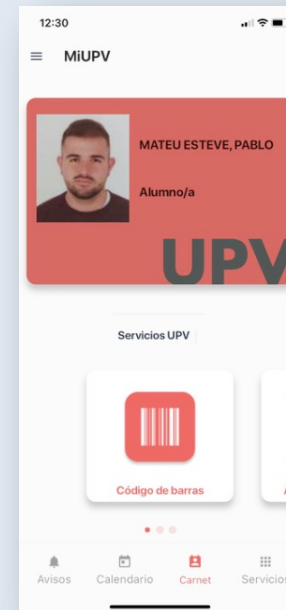 12:30
MiUPV
MATEU ESTEVE, PABLO
Alumno/a
UPV
Servicios UPV
Código de barras
Avisos Calendario Carnet Servicios